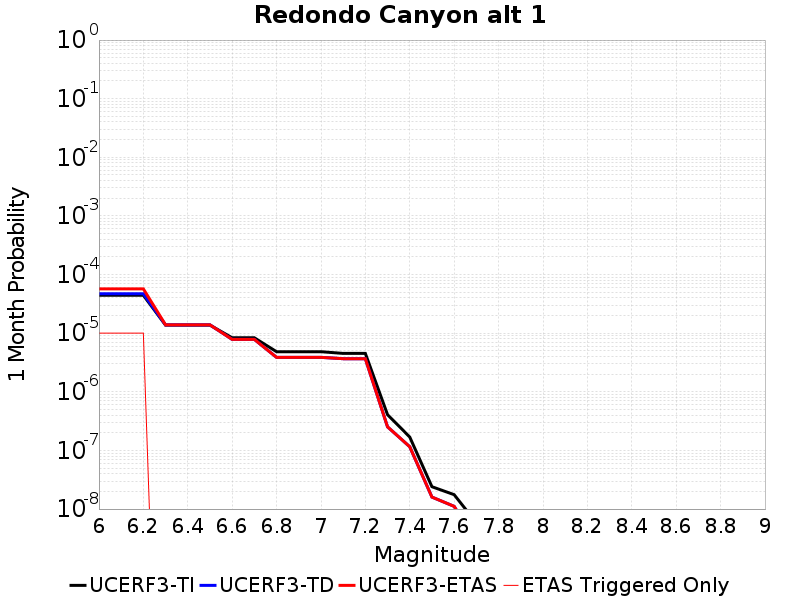 Redondo Canyon alt 1
10^0
10^-1
10^-2
10^-3
10^-4
10^-5
10^-6
10^-7
10^-8
1 Month Probability
6 6.2 6.4 6.6 6.8 7 7.2 7.4 7.6 7.8 8 8.2 8.4 8.6 8.8 9
Magnitude
UCERF3-TI UCERF3-TD UCERF3-ETAS ETAS Triggered Only